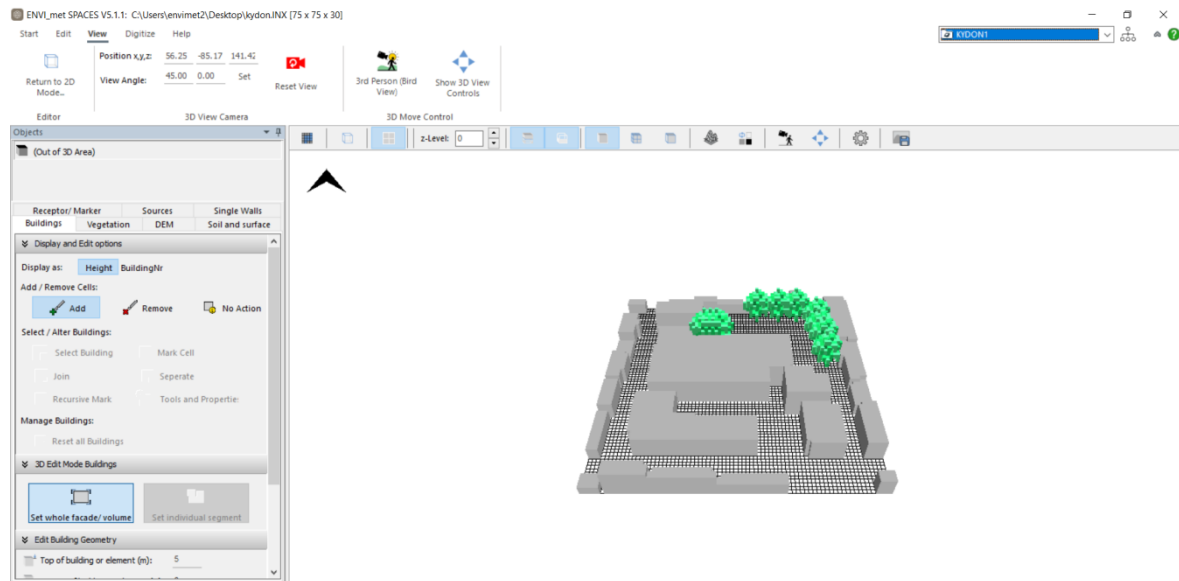 ENVI_met SPACES V5.1.1: C:\Users\envimet2\Desktop\kydon.INX [75 x 75 x 30]
Start Edit View Digitize Help
KYDON1
Position x,y,z: 56.25 -85.17 141.42
View Angle: 45.00 0.00 Set
Return to 2D Mode...
Reset View
3rd Person (Bird View)
Show 3D View Controls
Editor 3D View Camera 3D Move Control
Objects
z-Level: 0
(Out of 3D Area)
Receptor/ Marker Sources Single Walls
Buildings Vegetation DEM Soil and surface
Display and Edit options
Display as: Height BuildingNr
Add / Remove Cells:
Add Remove No Action
Select / Alter Buildings:
Select Building Mark Cell
Join Seperate
Recursive Mark Tools and Propertie
Manage Buildings:
Reset all Buildings
3D Edit Mode Buildings
Set whole facade/ volume Set individual segment
Edit Building Geometry
Top of building or element (m): 5